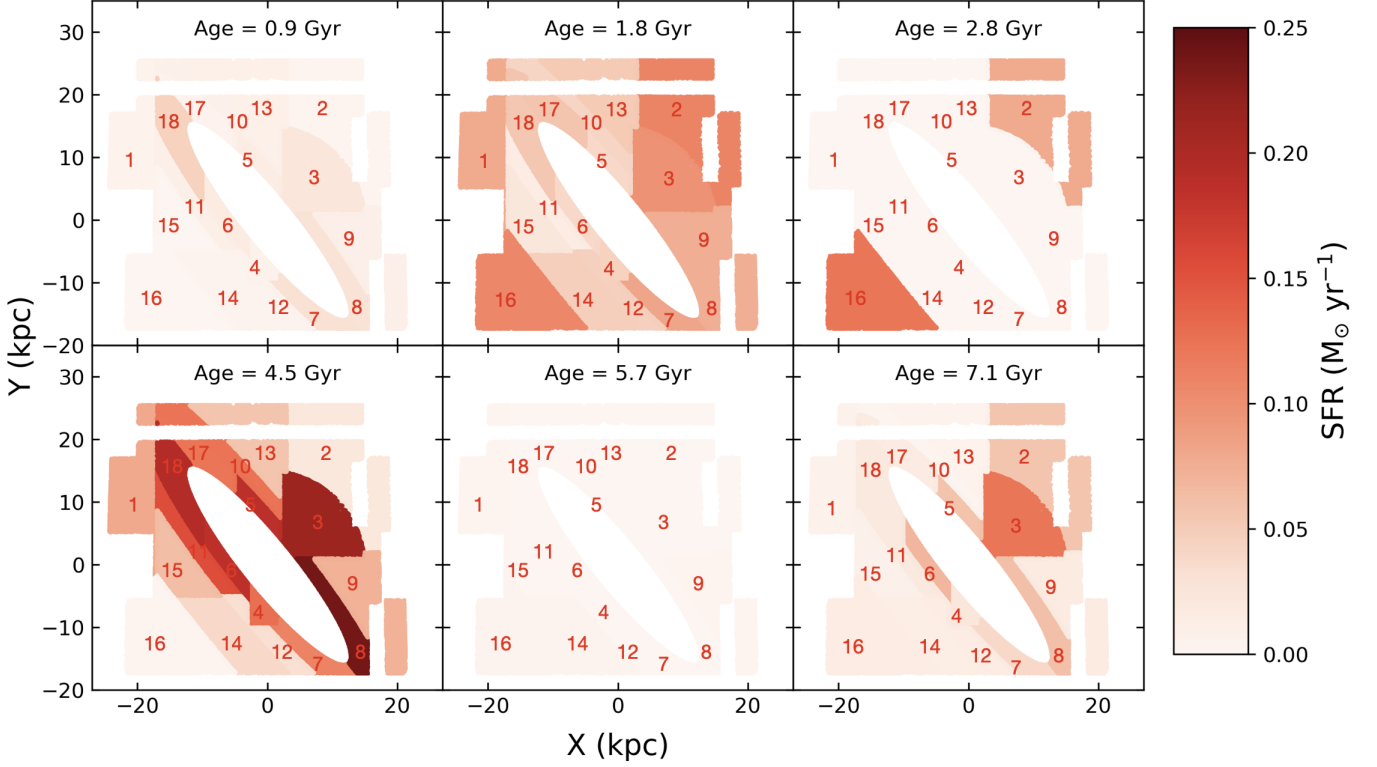 Age = 0.9 Gyr
Age = 1.8 Gyr
Age = 2.8 Gyr
0.25
30
20
17 13 2
18 10
1 5 3
10
11
15 6 9
0
4
16 14 12 8
7
−10
−20
17 13 2
18 10
1 5 3
11
15 6 9
4
16 14 12 8
7
17 13 2
18 10
1 5 3
11
15 6 9
4
16 14 12 8
7
0.20
0.15
0.10
0.05
0.00
SFR (M⊙ yr⁻¹)
Y (kpc)
Age = 4.5 Gyr
Age = 5.7 Gyr
Age = 7.1 Gyr
30
20
17 13 2
18 10
1 5 3
10
11
15 6 9
0
4
16 14 12 8
7
−10
−20
17 13 2
18 10
1 5 3
11
15 6 9
4
16 14 12 8
7
17 13 2
18 10
1 5 3
11
15 6 9
4
16 14 12 8
7
−20 0 20
−20 0 20
−20 0 20
X (kpc)